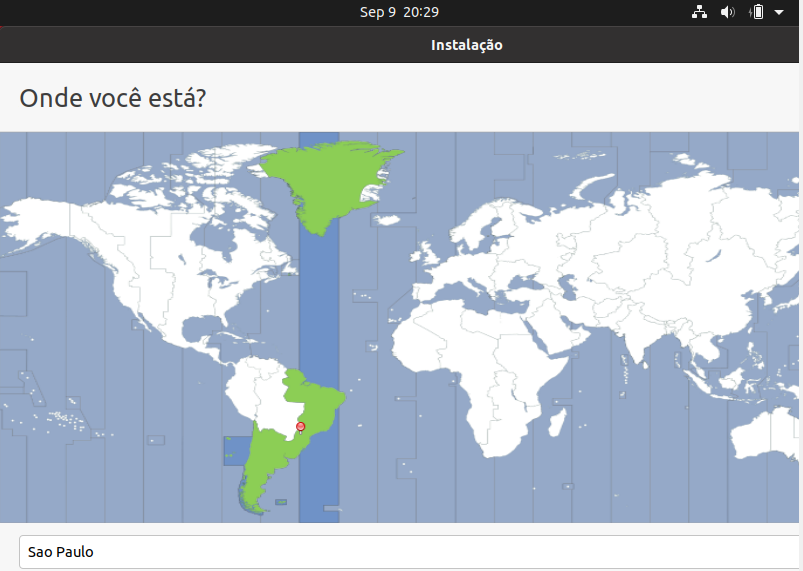 Sep 9 20:29
Instalação
Onde você está?
Sao Paulo